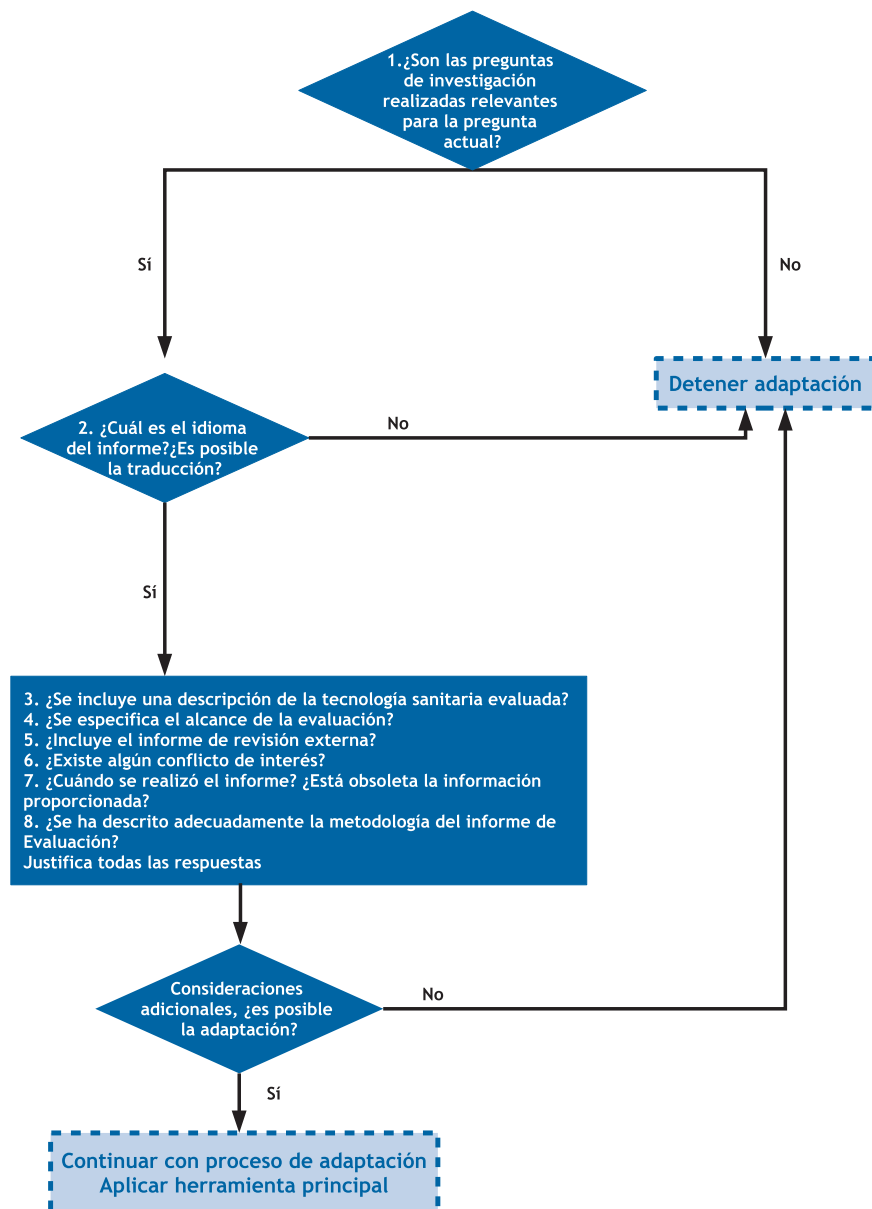 1.¿Son las preguntas
de investigación
realizadas relevantes
para la pregunta
actual?
Sí
No
Detener adaptación
2. ¿Cuál es el idioma
del informe?¿Es posible
la traducción?
No
Sí
3. ¿Se incluye una descripción de la tecnología sanitaria evaluada?
4. ¿Se especifica el alcance de la evaluación?
5. ¿Incluye el informe de revisión externa?
6. ¿Existe algún conflicto de interés?
7. ¿Cuándo se realizó el informe? ¿Está obsoleta la información
proporcionada?
8. ¿Se ha descrito adecuadamente la metodología del informe de
Evaluación?
Justifica todas las respuestas
Consideraciones
adicionales, ¿es posible
la adaptación?
No
Sí
Continuar con proceso de adaptación
Aplicar herramienta principal